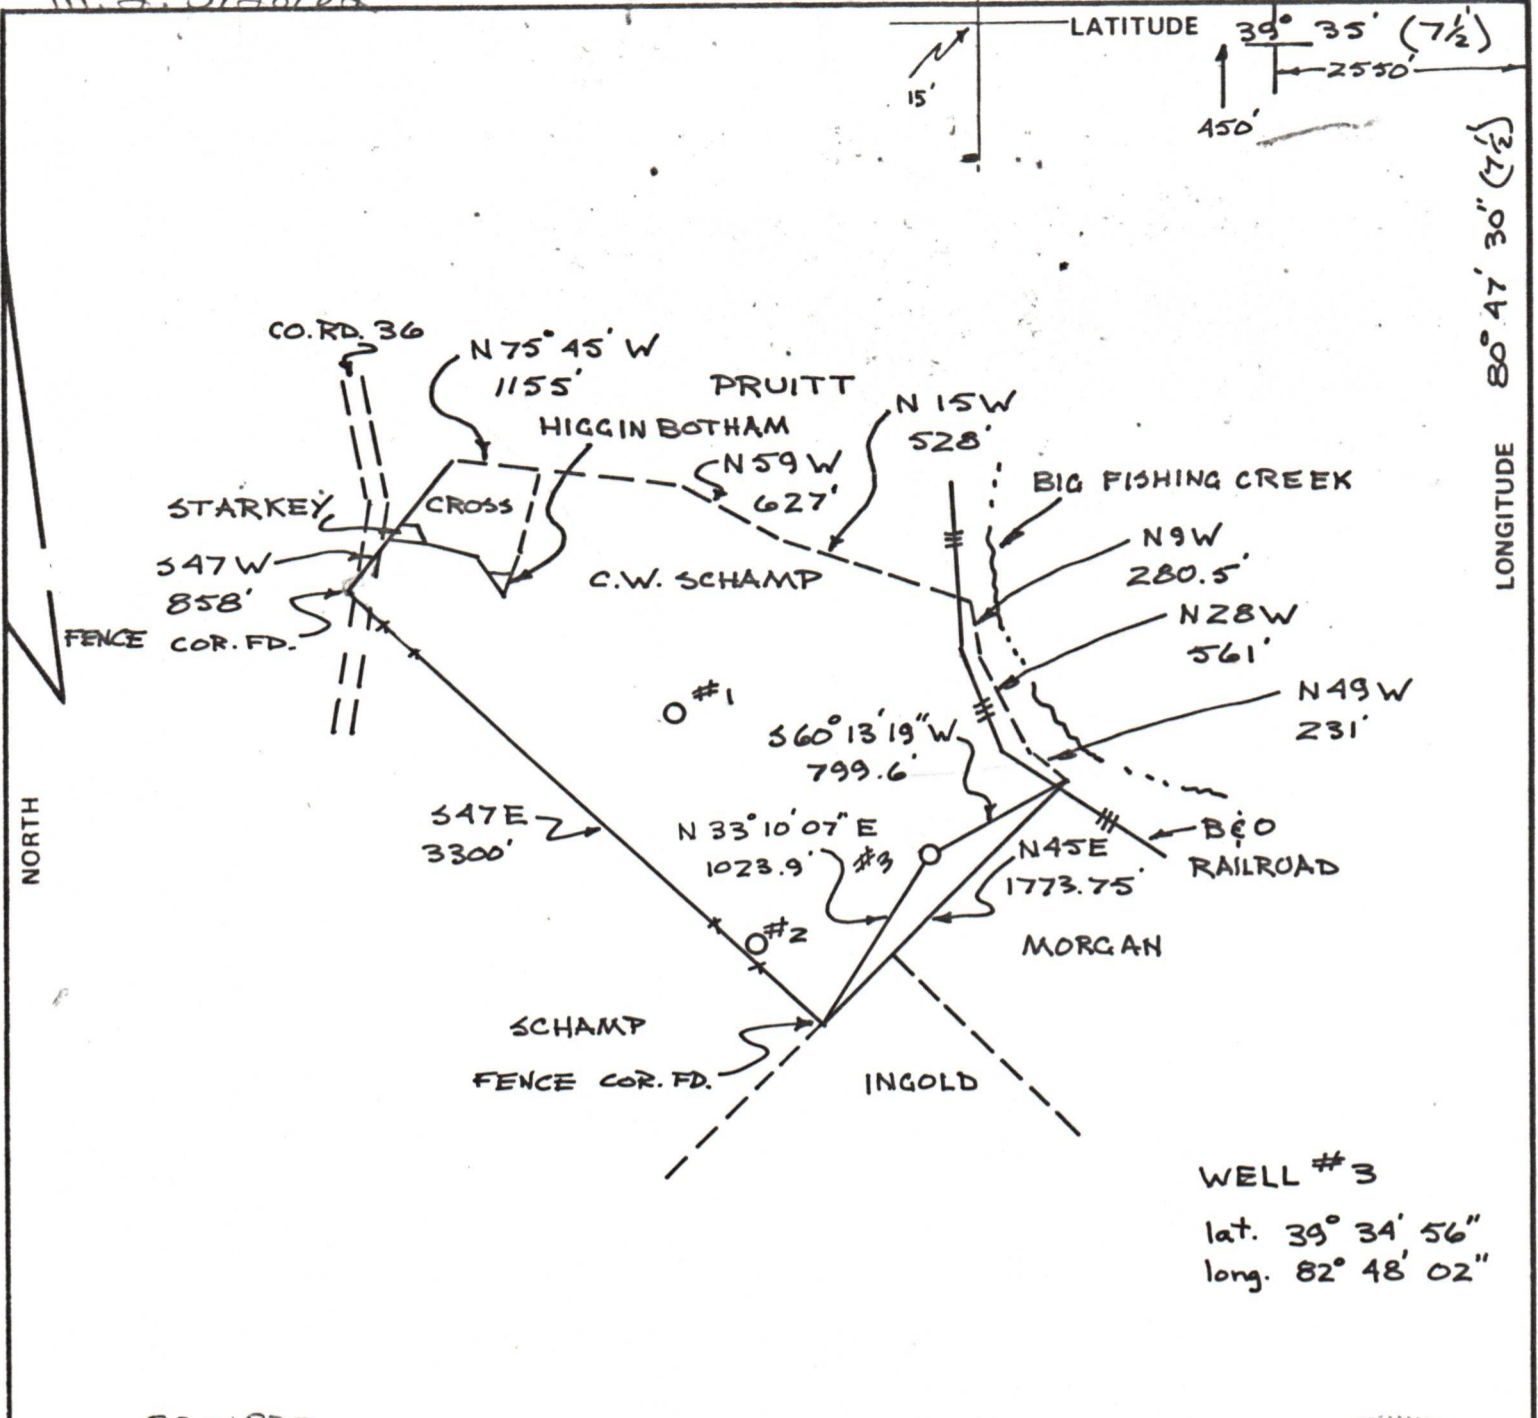 LATITUDE 39° 35' (7½')
2550'
15'
450'
LONGITUDE 80° 47' 30" (7½')
CO. RD. 36
N 75° 45' W
1155'
PRUITT
N 15 W
528'
HIGGIN BOTHAM
N 59 W
627'
BIG FISHING CREEK
STARKEY
CROSS
S 47 W
858'
C.W. SCHAMP
N 9 W
280.5'
N 28 W
561'
FENCE COR. FD.
#1
N 49 W
231'
S 60° 13' 19" W
799.6'
NORTH
S 47 E
3300'
N 33° 10' 07" E
1023.9'
#3
N 45 E
1773.75'
B & O
RAILROAD
#2
MORGAN
SCHAMP
FENCE COR. FD.
INGOLD
WELL #3
lat. 39° 34' 56"
long. 82° 48' 02"